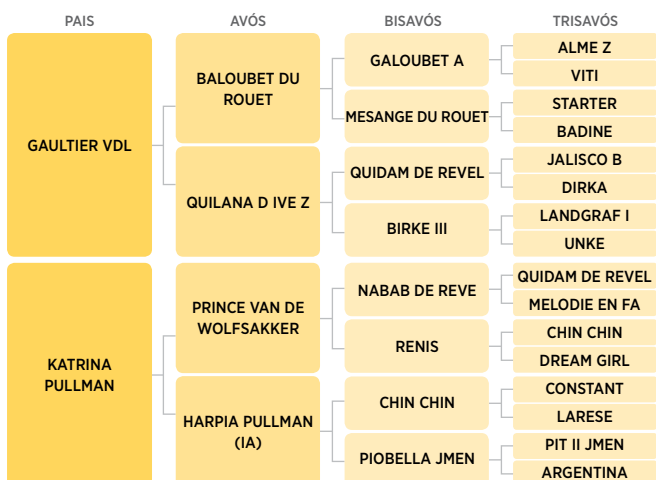 PAIS
AVÓS
BISAVÓS
TRISAVÓS
GAULTIER VDL
BALOUBET DU
ROUET
GALOUBET A
ALME Z
VITI
MESANGE DU ROUET
STARTER
BADINE
QUILANA D IVE Z
QUIDAM DE REVEL
JALISCO B
DIRKA
BIRKE III
LANDGRAF I
UNKE
KATRINA
PULLMAN
PRINCE VAN DE
WOLFSAKKER
NABAB DE REVE
QUIDAM DE REVEL
MELODIE EN FA
RENIS
CHIN CHIN
DREAM GIRL
HARPIA PULLMAN
(IA)
CHIN CHIN
CONSTANT
LARESE
PIOBELLA JMEN
PIT II JMEN
ARGENTINA